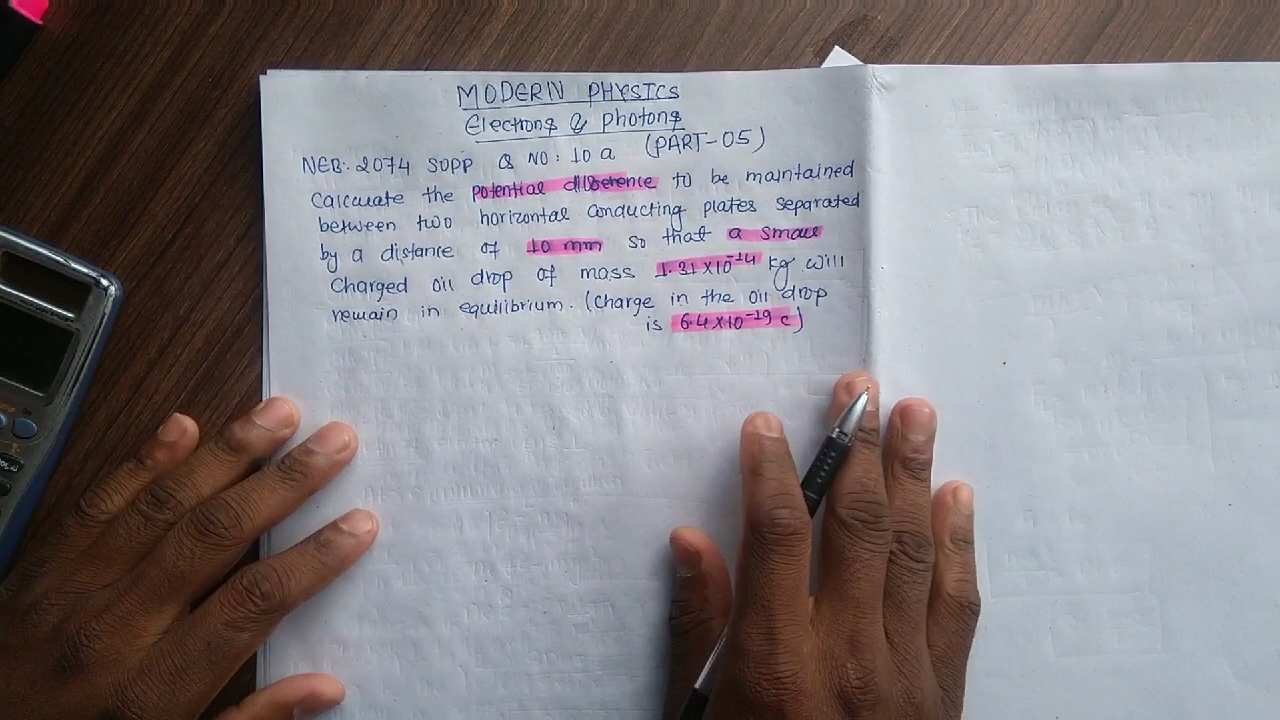 MODERN PHYSICS
Electrons & Photons
(PART-05)
NEB: 2074 SUPP Q NO: 10 a
Calculate the potential difference to be maintained
between two horizontal conducting plates separated
by a distance of 10 mm so that a small
Charged oil drop of mass 1.31×10⁻¹⁴ kg will
remain in equilibrium. (Charge in the oil drop
is 6.4×10⁻¹⁹ c)